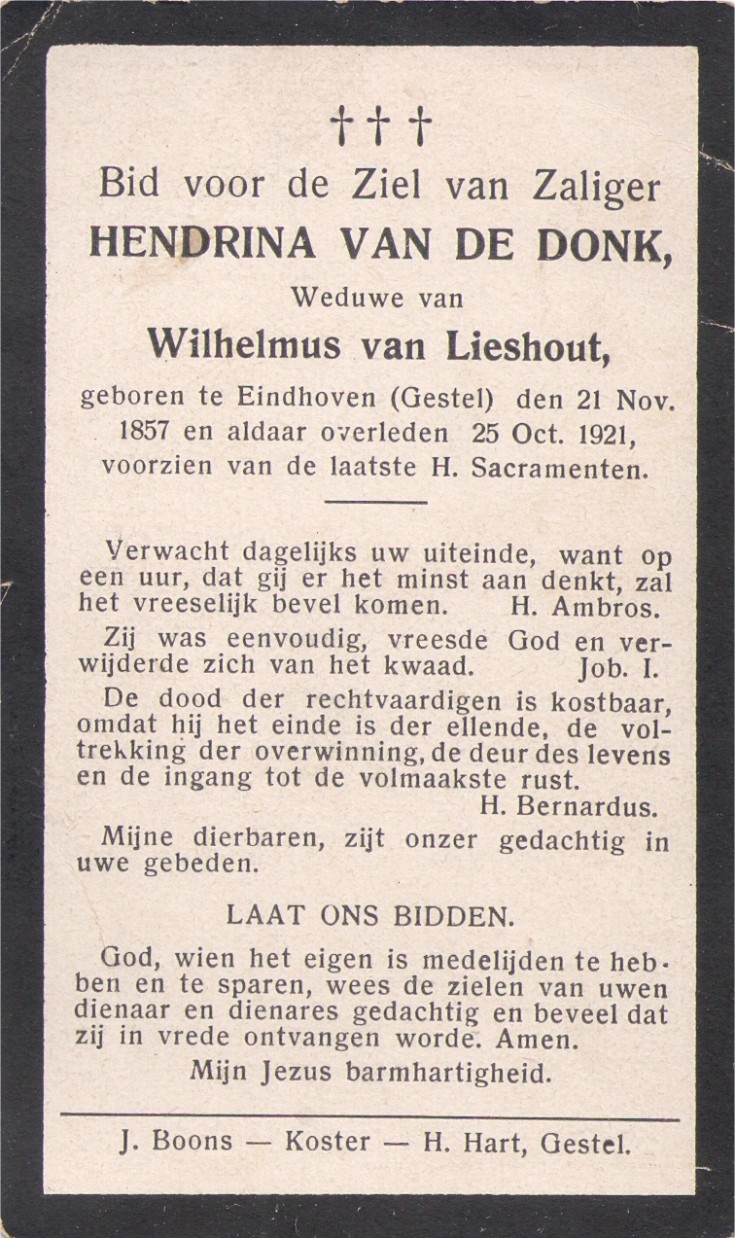 † † †
Bid voor de Ziel van Zaliger
HENDRINA VAN DE DONK,
Weduwe van
Wilhelmus van Lieshout,
geboren te Eindhoven (Gestel) den 21 Nov.
1857 en aldaar overleden 25 Oct. 1921,
voorzien van de laatste H. Sacramenten.
Verwacht dagelijks uw uiteinde, want op
een uur, dat gij er het minst aan denkt, zal
het vreeselijk bevel komen. H. Ambros.
Zij was eenvoudig, vreesde God en ver-
wijderde zich van het kwaad. Job. I.
De dood der rechtvaardigen is kostbaar,
omdat hij het einde is der ellende, de vol-
trekking der overwinning, de deur des levens
en de ingang tot de volmaakste rust.
H. Bernardus.
Mijne dierbaren, zijt onzer gedachtig in
uwe gebeden.
LAAT ONS BIDDEN.
God, wien het eigen is medelijden te heb-
ben en te sparen, wees de zielen van uwen
dienaar en dienares gedachtig en beveel dat
zij in vrede ontvangen worde. Amen.
Mijn Jezus barmhartigheid.
J. Boons — Koster — H. Hart, Gestel.